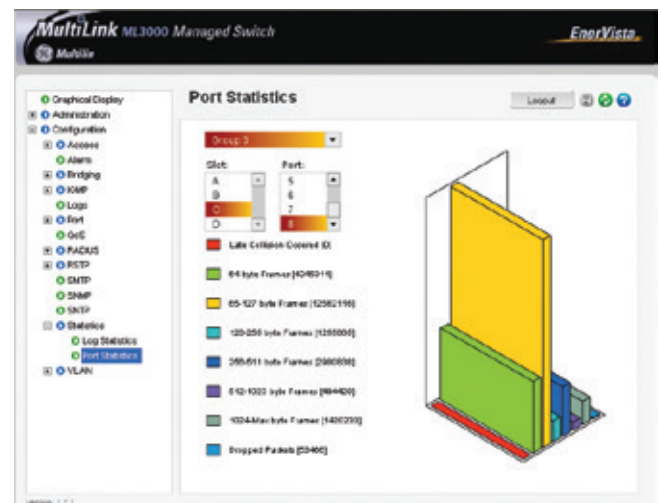 MultiLink ML3000 Managed Switch
EnerVista
Multilin
Port Statistics
Logout
Graphical Display
Administration
Configuration
Access
Alarm
Bridging
IGMP
Logs
Port
QoS
RADIUS
RSTP
SMTP
SNMP
SNTP
Statistics
Log Statistics
Port Statistics
VLAN
Group 3
Slot:
Port:
A
B
C
D
5
6
7
8
Late Collision Occured
64 byte Frames
65-127 byte Frames
128-255 byte Frames
256-511 byte Frames
512-1023 byte Frames
1024-Max byte Frames
Dropped Packets